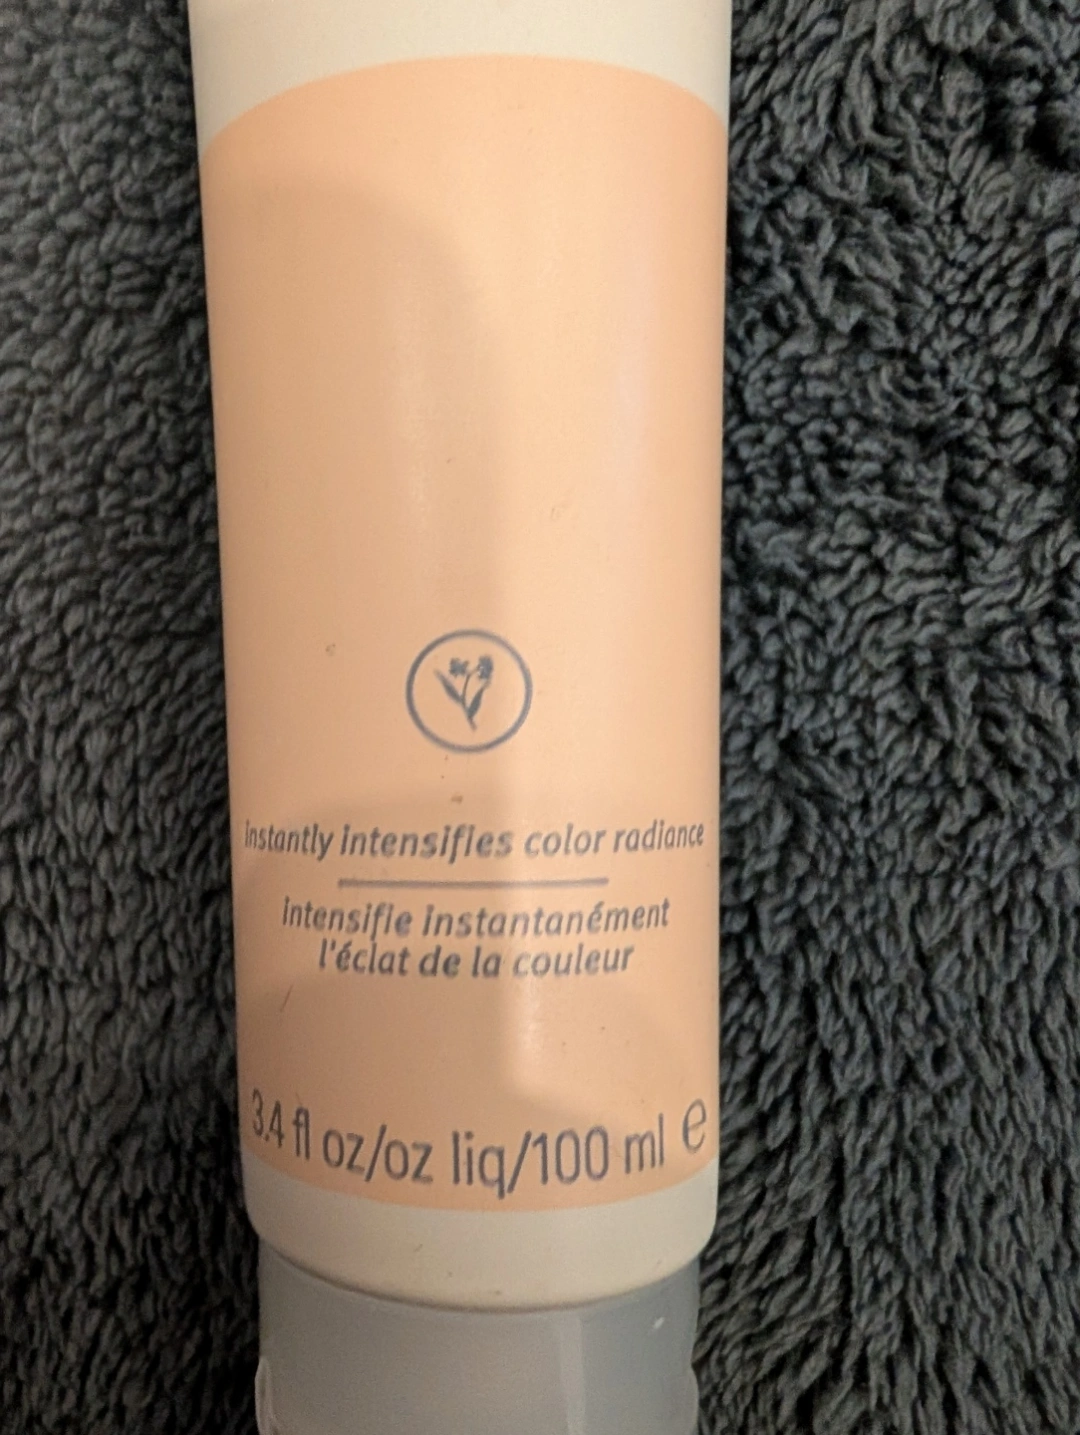 instantly intensifies color radiance
intensifie instantanément
l'éclat de la couleur
3.4 fl oz/oz liq/100 ml e